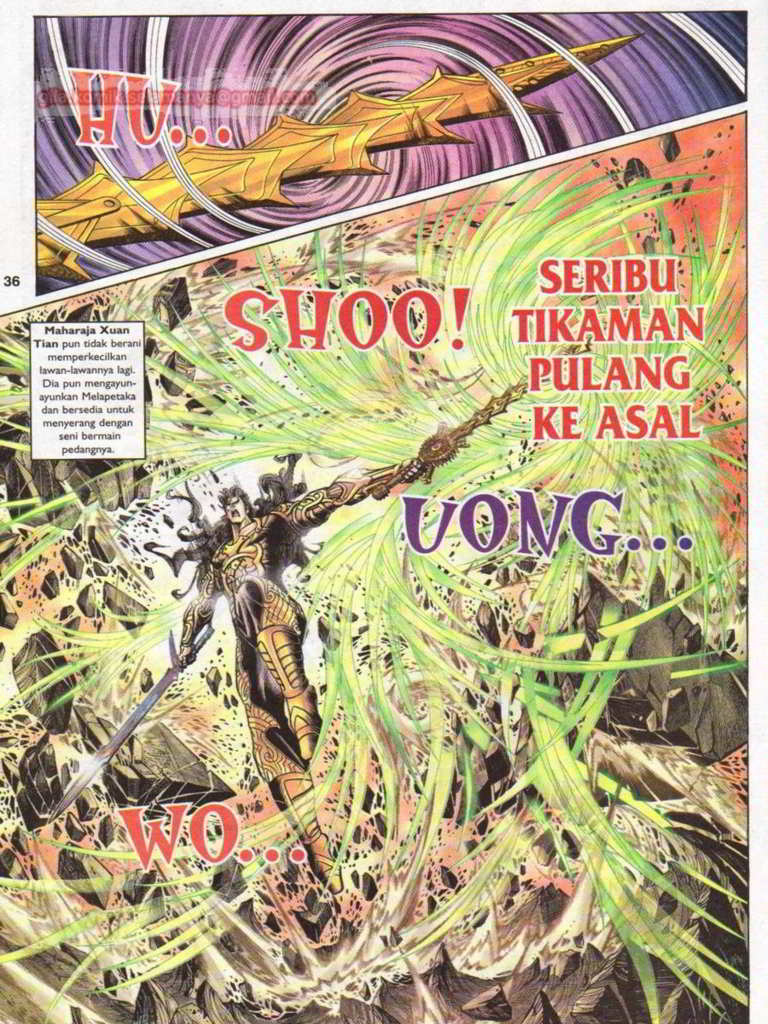 HU...
36
SHOO!
SERIBU
TIKAMAN
PULANG
KE ASAL
Maharaja Xuan
Tian pun tidak berani
memperkecilkan
lawan-lawannya lagi.
Dia pun mengayun-
ayunkan Melapetaka
dan bersedia untuk
menyerang dengan
seni bermain
pedangnya.
UONG...
WO...